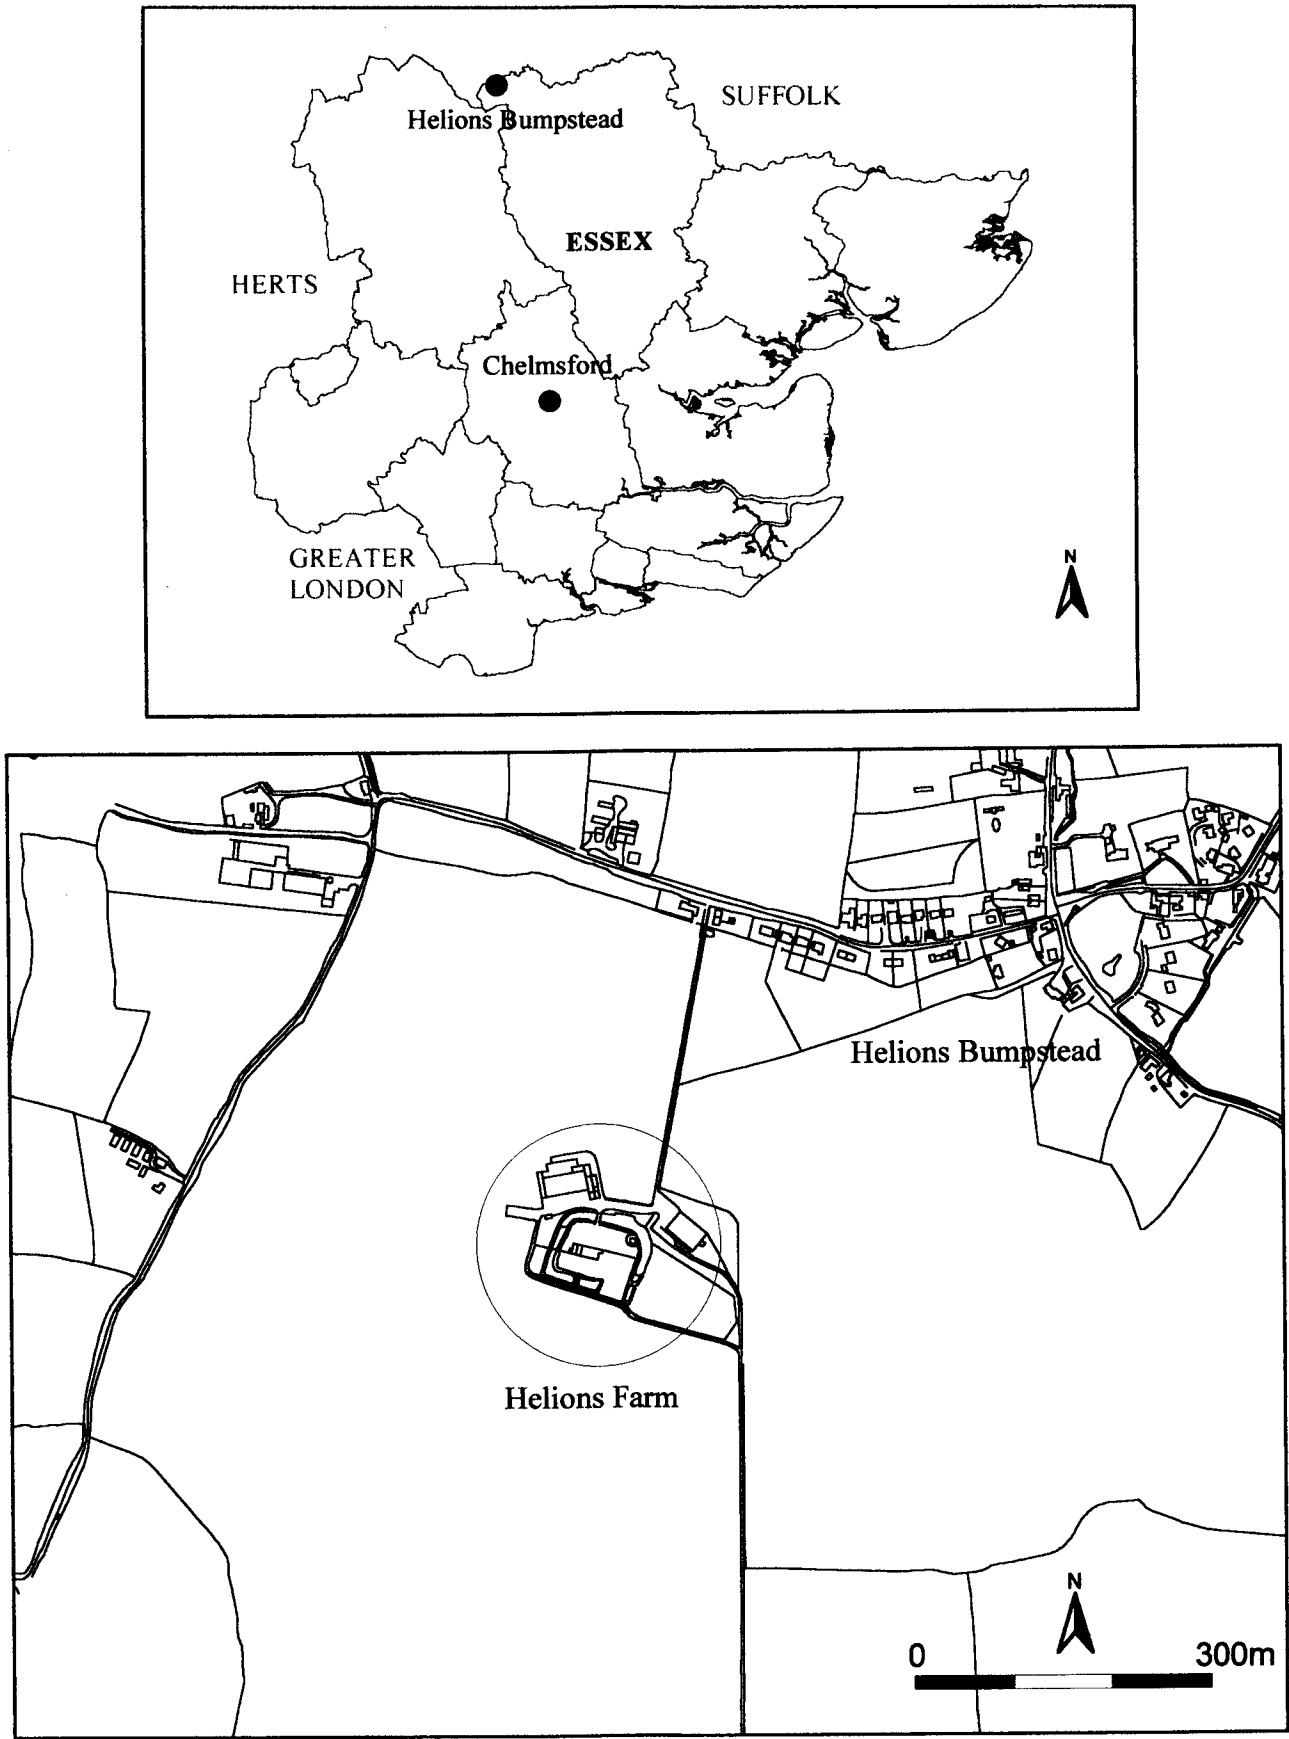 SUFFOLK
Helions Bumpstead
ESSEX
HERTS
Chelmsford
GREATER
LONDON
N
Helions Bumpstead
Helions Farm
N
0 300m